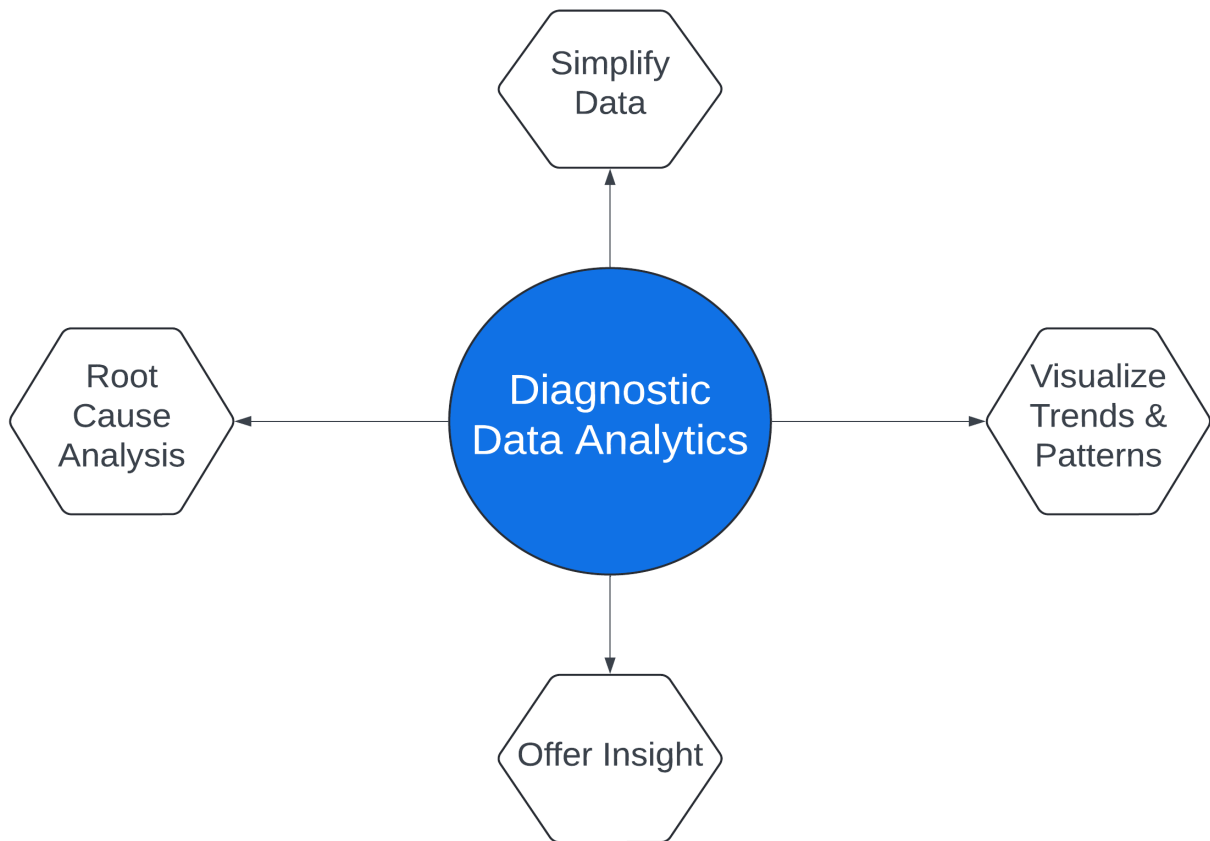 Simplify
Data
Root
Cause
Analysis
Diagnostic
Data Analytics
Visualize
Trends &
Patterns
Offer Insight